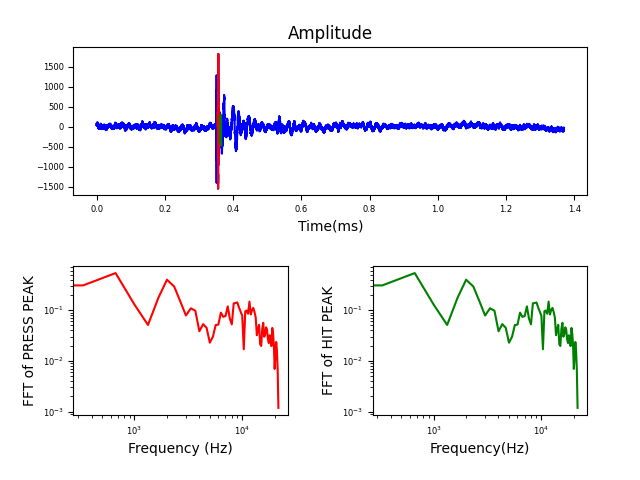 Amplitude
1500
1000
500
0
−500
−1000
−1500
0.0 0.2 0.4 0.6 0.8 1.0 1.2 1.4
Time(ms)
FFT of PRESS PEAK
10⁻¹
10⁻²
10⁻³
10³ 10⁴
Frequency (Hz)
FFT of HIT PEAK
10⁻¹
10⁻²
10⁻³
10³ 10⁴
Frequency(Hz)